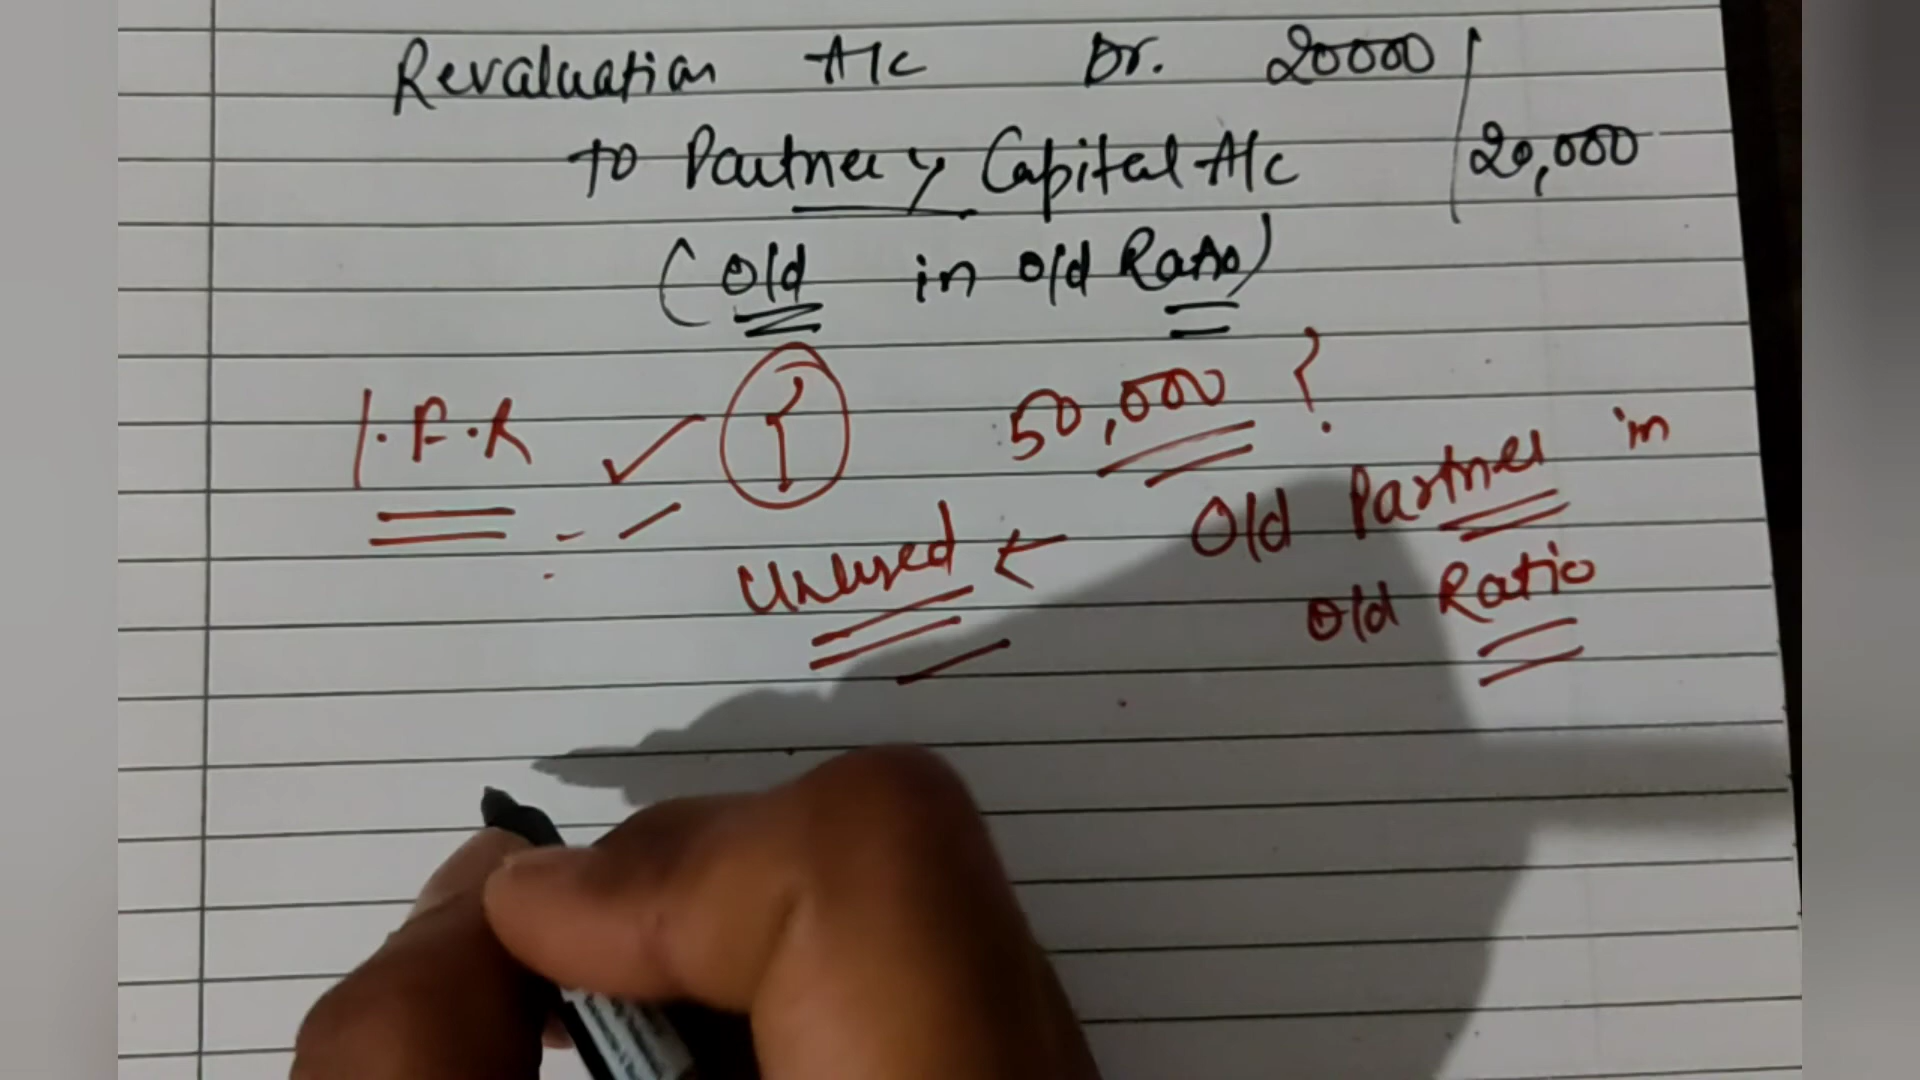 Revaluation A/c Dr. 20000
to Partners Capital A/c 20,000
(Old in old Ratio)
I.F.R 50,000 ?
Unused ← Old Partner in
old Ratio